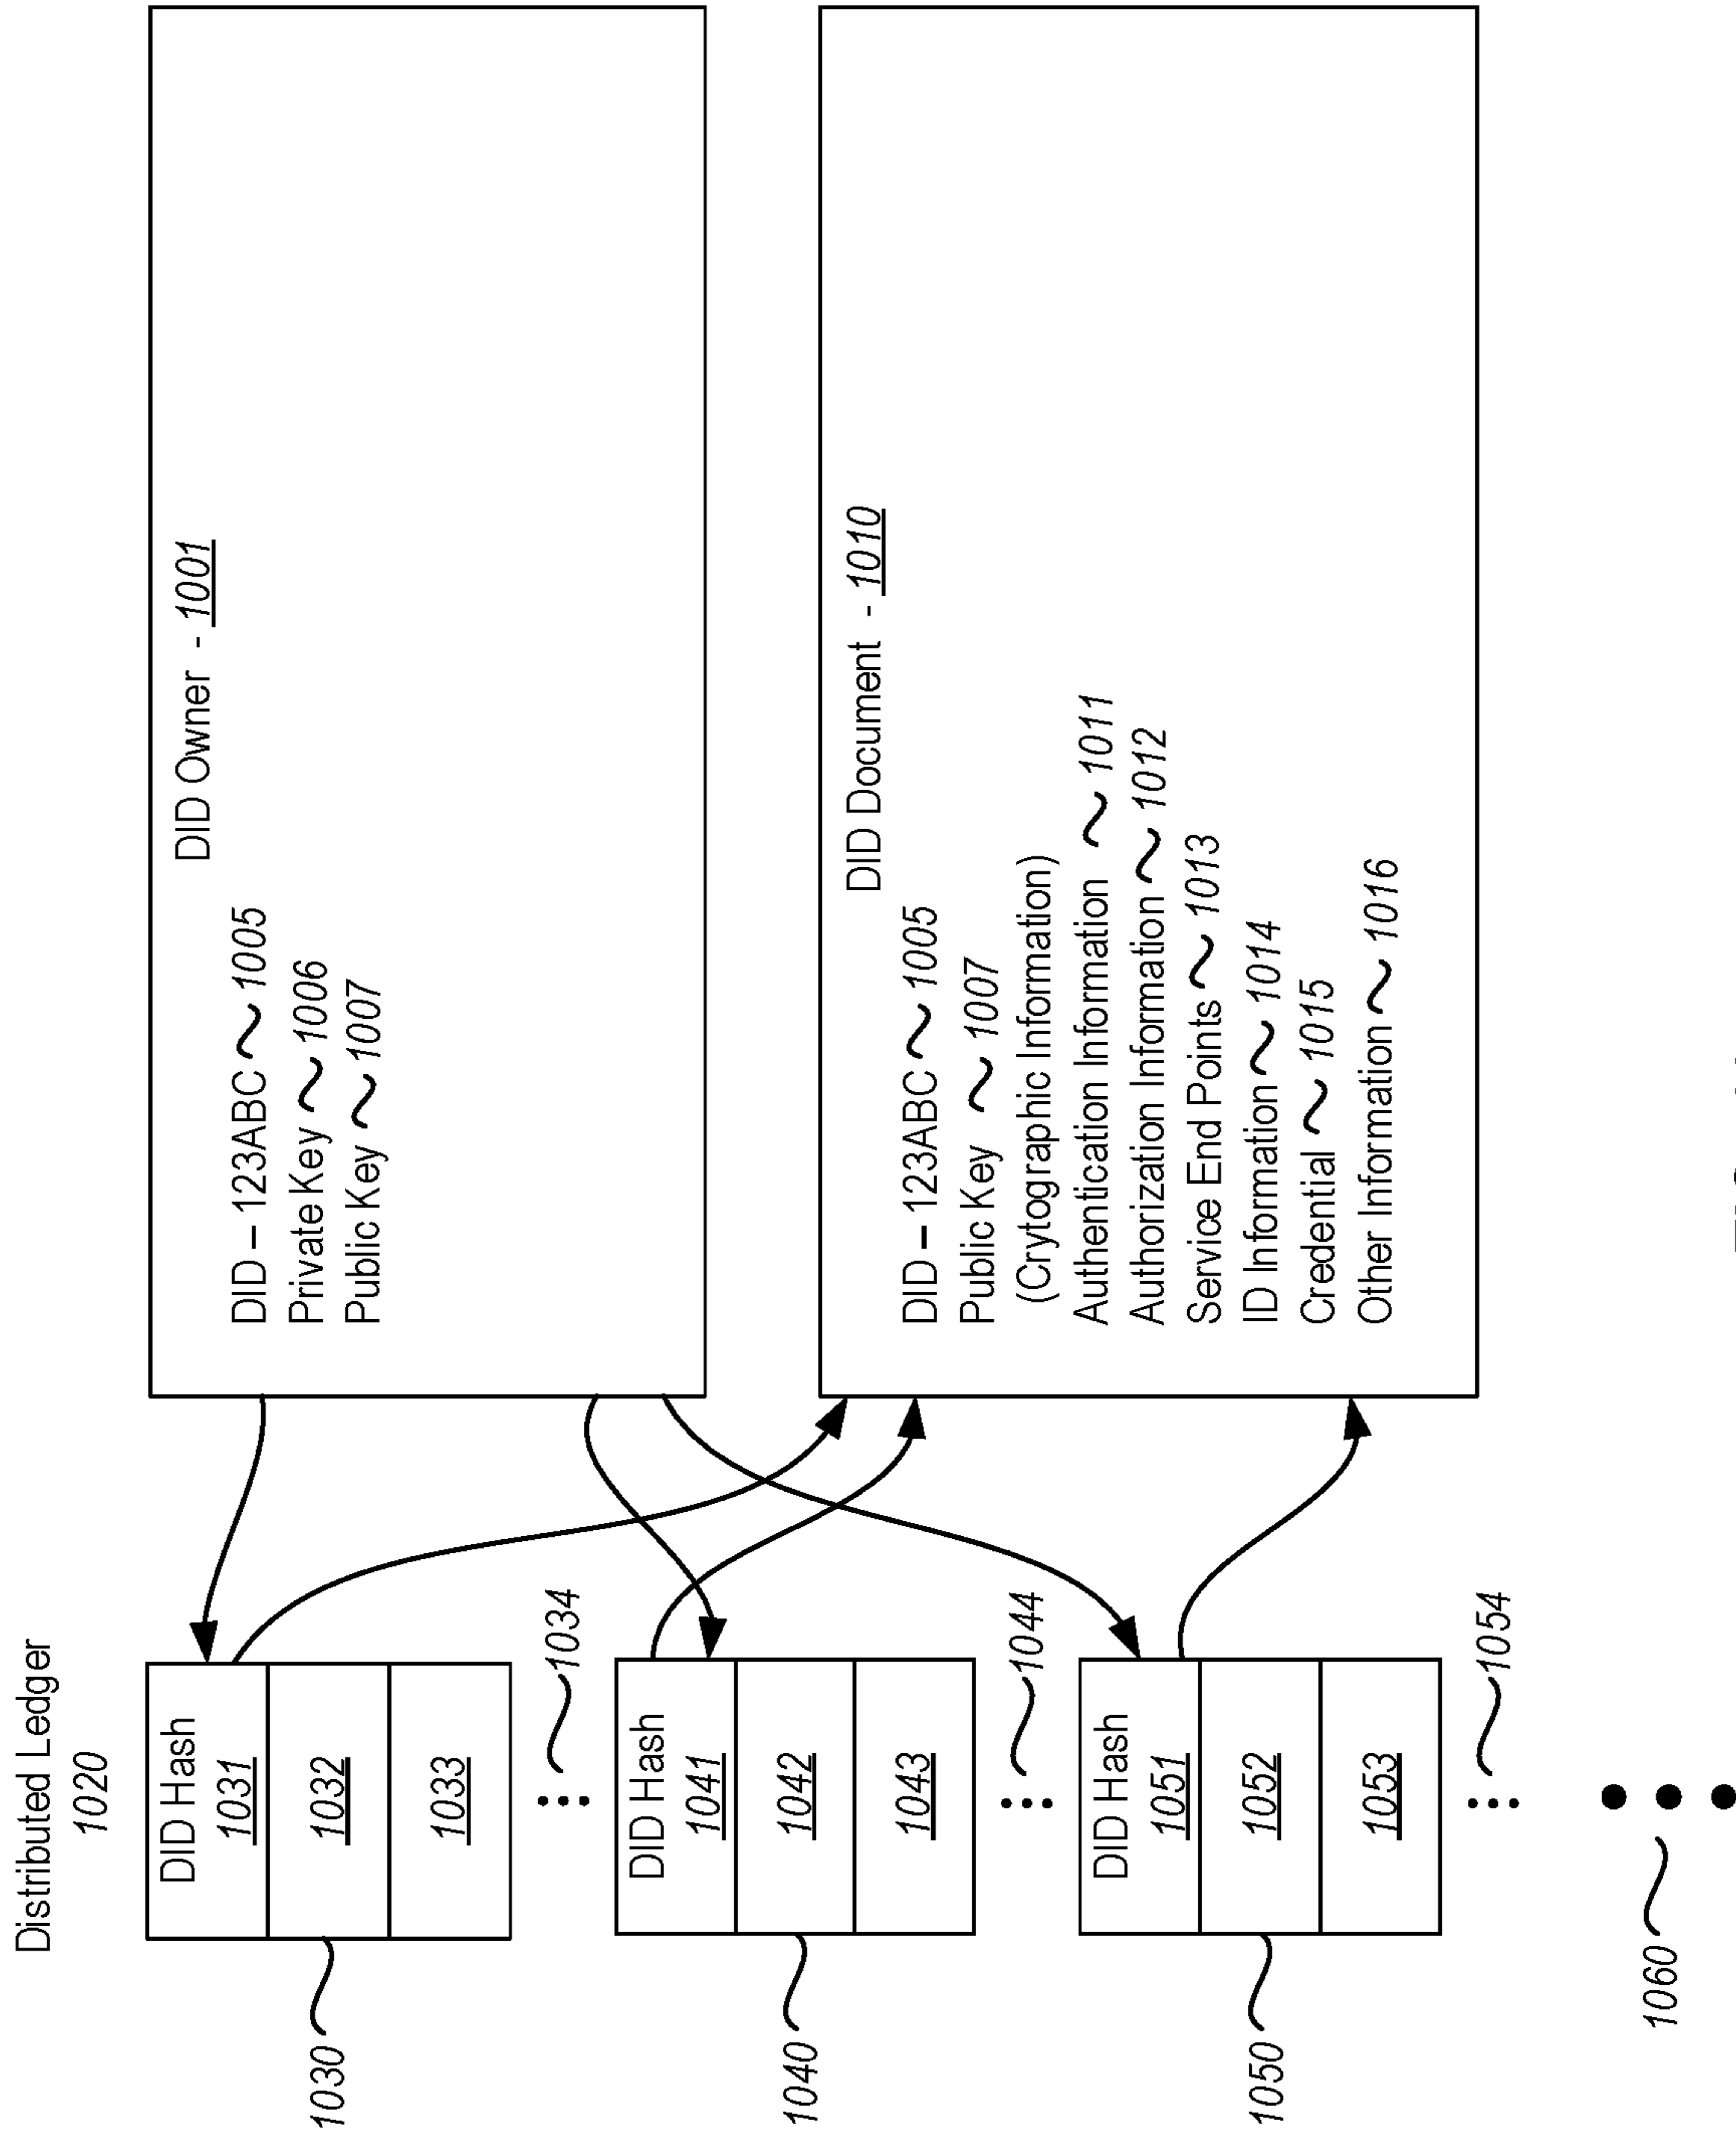 Distributed Ledger
1020
DID Hash
1031
1032
1033
1034
1030
DID Hash
1041
1042
1043
1044
1040
DID Hash
1051
1052
1053
1054
1050
1060
DID Owner - 1001
DID – 123ABC ~ 1005
Private Key ~ 1006
Public Key ~ 1007
DID Document - 1010
DID – 123ABC ~ 1005
Public Key ~ 1007
(Crytographic Information)
Authentication Information ~ 1011
Authorization Information ~ 1012
Service End Points ~ 1013
ID Information ~ 1014
Credential ~ 1015
Other Information ~ 1016